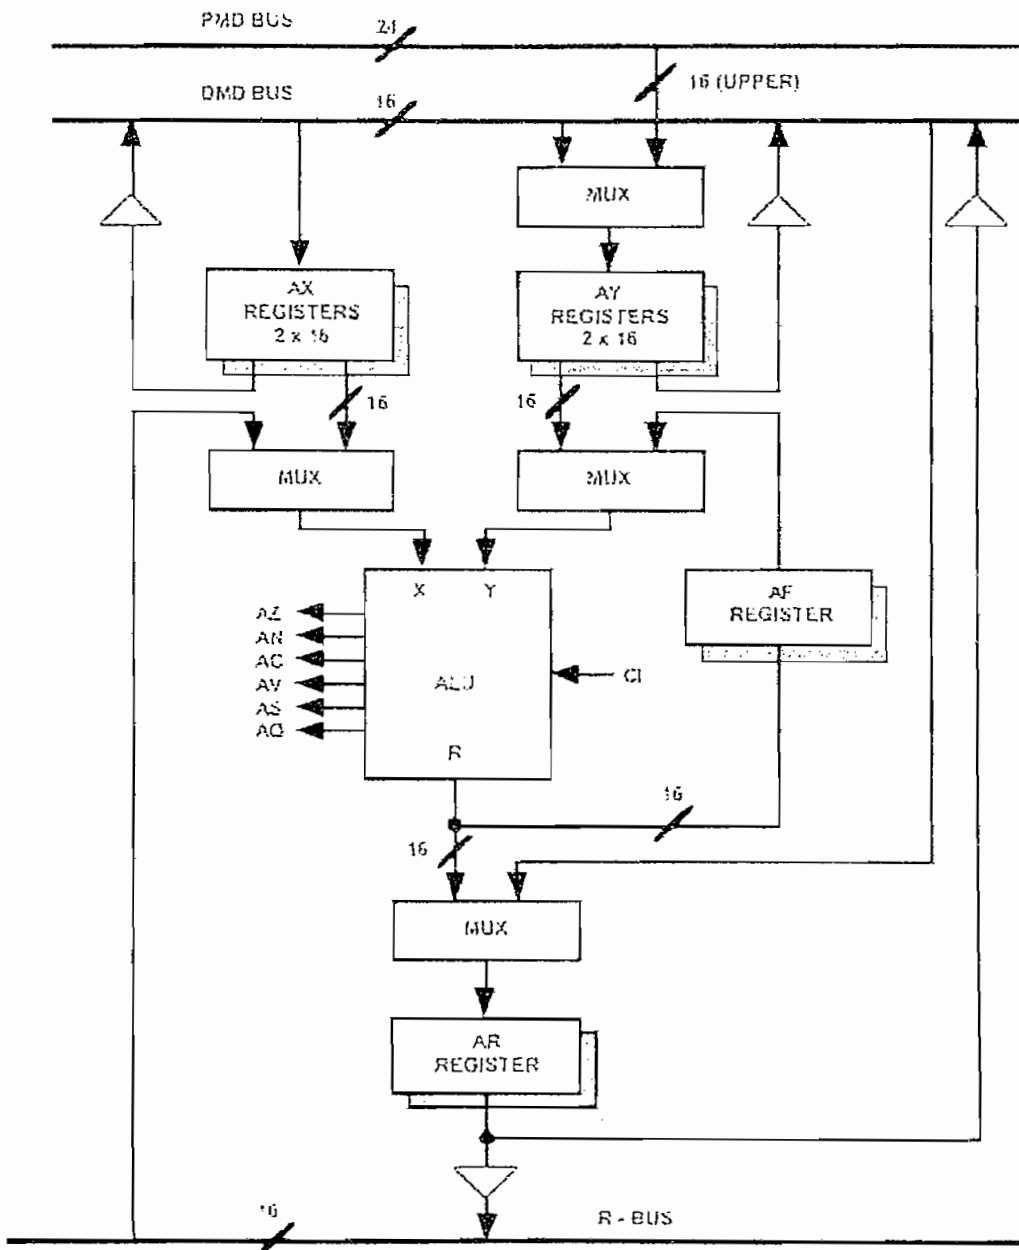 PMD BUS
24
16 (UPPER)
DMD BUS
16
MUX
AX
REGISTERS
2 x 16
AY
REGISTERS
2 x 16
16
16
MUX
MUX
X
Y
AF
REGISTER
AZ
AN
AC
AV
AS
AQ
ALU
CI
R
16
16
MUX
AR
REGISTER
16
R - BUS